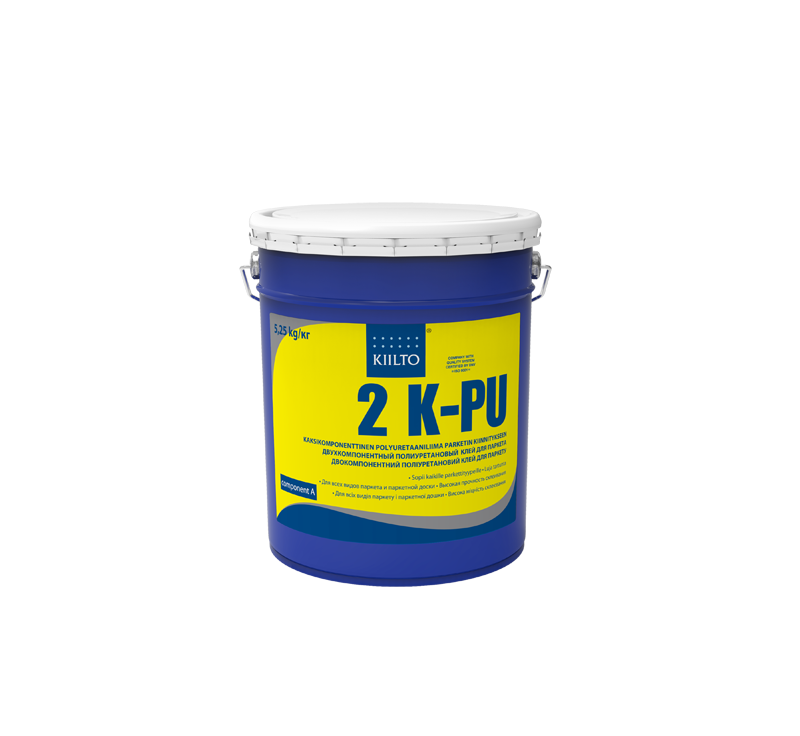 5,25 kg/кг
KIILTO
®
COMPANY WITH
QUALITY SYSTEM
CERTIFIED BY DNV
2 K-PU
KAKSIKOMPONENTTINEN POLYURETAANILIIMA PARKETIN KIINNITYKSEEN
ДВУХКОМПОНЕНТНЫЙ ПОЛИУРЕТАНОВЫЙ КЛЕЙ ДЛЯ ПАРКЕТА
ДВОКОМПОНЕНТНИЙ ПОЛІУРЕТАНОВИЙ КЛЕЙ ДЛЯ ПАРКЕТУ
• Sopii kaikille parkettityypeille • Luja tartunta
• Для всех видов паркета и паркетной доски • Высокая прочность склеивания
• Для всіх видів паркету і паркетної дошки • Висока міцність склеювання
component A